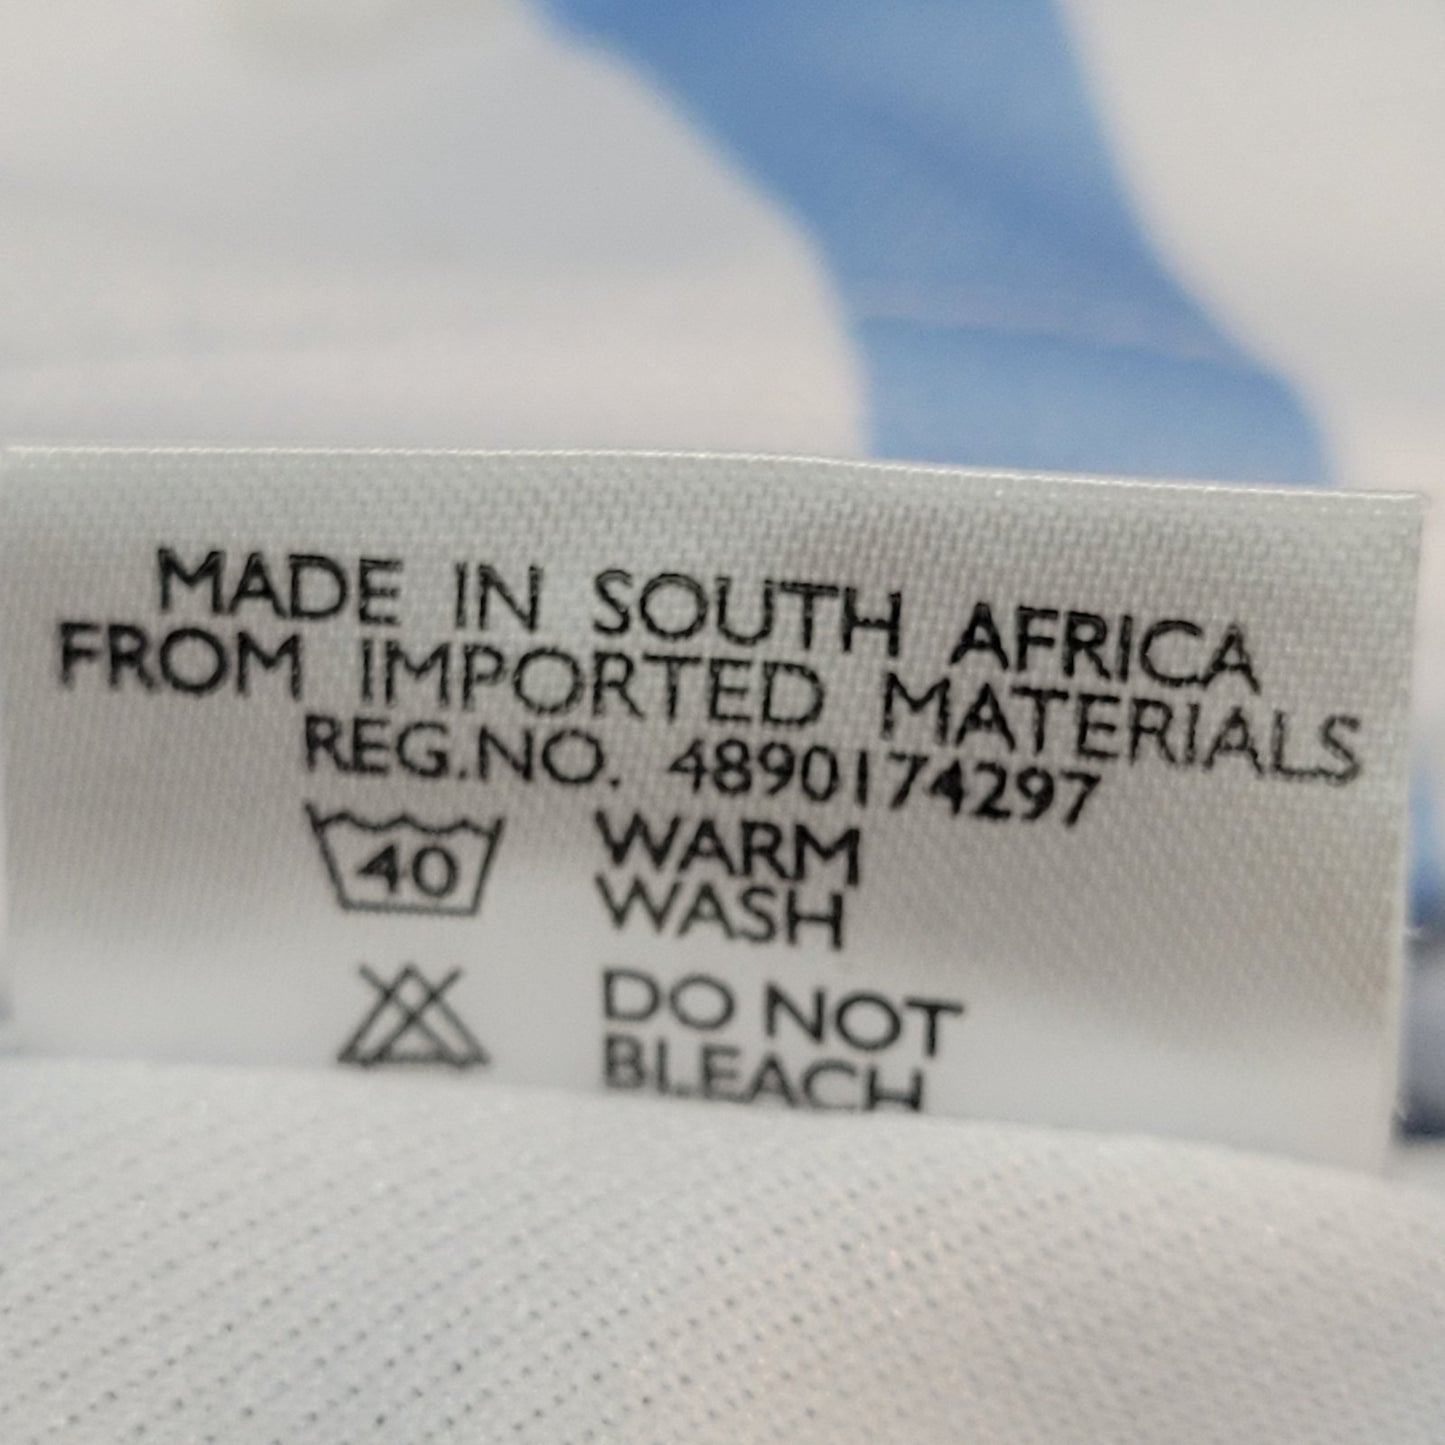 MADE IN SOUTH AFRICA
FROM IMPORTED MATERIALS
REG.NO. 4890174297
40 WARM
WASH
DO NOT
BLEACH